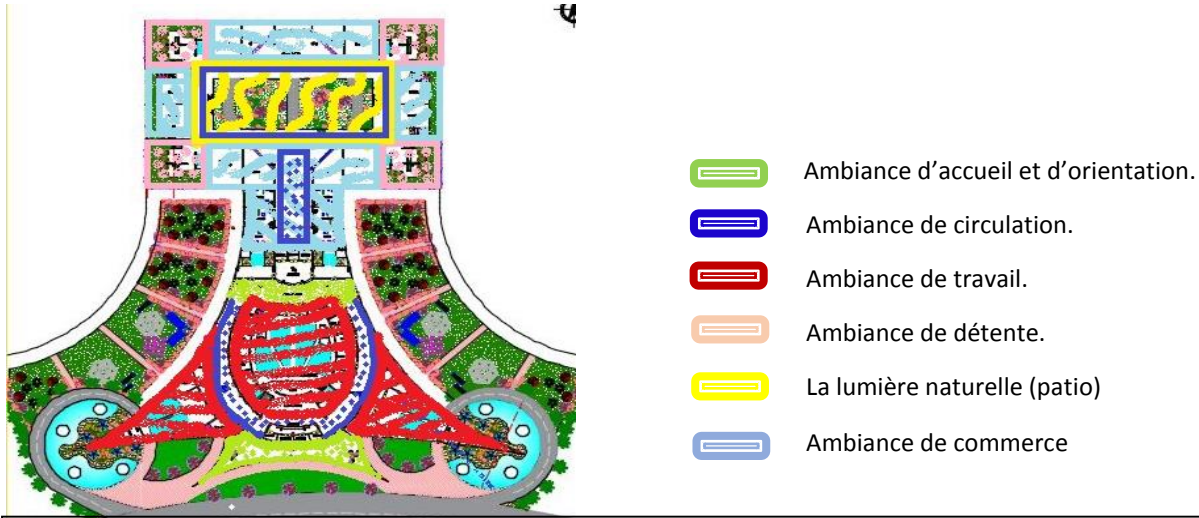 Ambiance d’accueil et d’orientation.
Ambiance de circulation.
Ambiance de travail.
Ambiance de détente.
La lumière naturelle (patio)
Ambiance de commerce